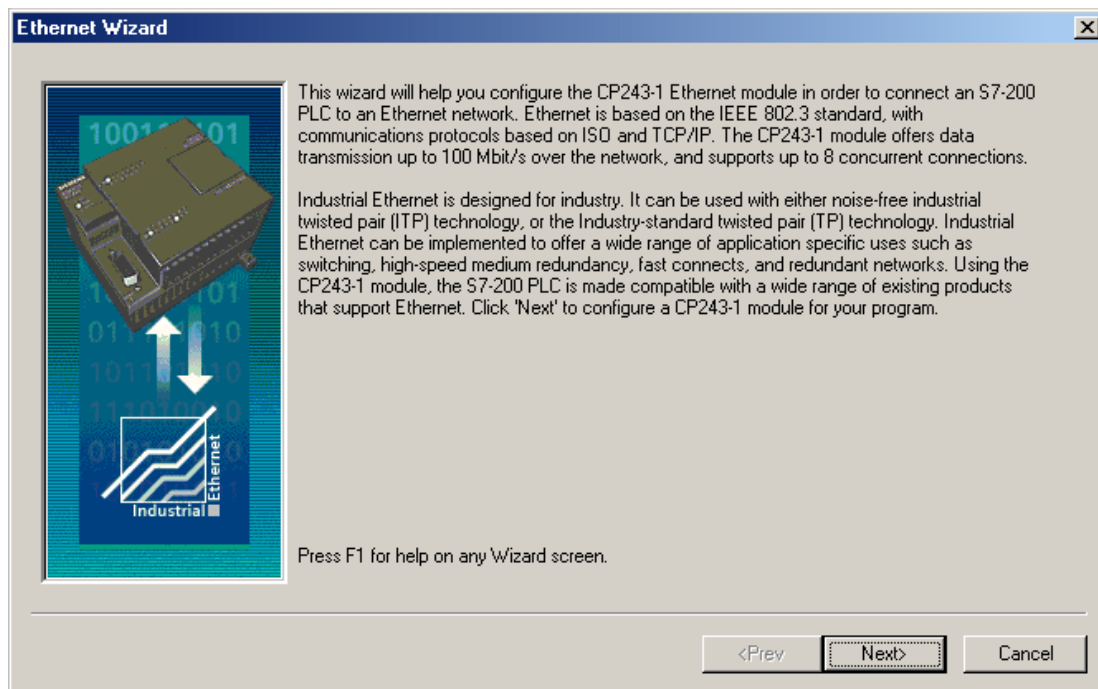 Ethernet Wizard
This wizard will help you configure the CP243-1 Ethernet module in order to connect an S7-200
PLC to an Ethernet network. Ethernet is based on the IEEE 802.3 standard, with
communications protocols based on ISO and TCP/IP. The CP243-1 module offers data
transmission up to 100 Mbit/s over the network, and supports up to 8 concurrent connections.
Industrial Ethernet is designed for industry. It can be used with either noise-free industrial
twisted pair (ITP) technology, or the Industry-standard twisted pair (TP) technology. Industrial
Ethernet can be implemented to offer a wide range of application specific uses such as
switching, high-speed medium redundancy, fast connects, and redundant networks. Using the
CP243-1 module, the S7-200 PLC is made compatible with a wide range of existing products
that support Ethernet. Click 'Next' to configure a CP243-1 module for your program.
Industrial
Ethernet
Press F1 for help on any Wizard screen.
<Prev
Next>
Cancel